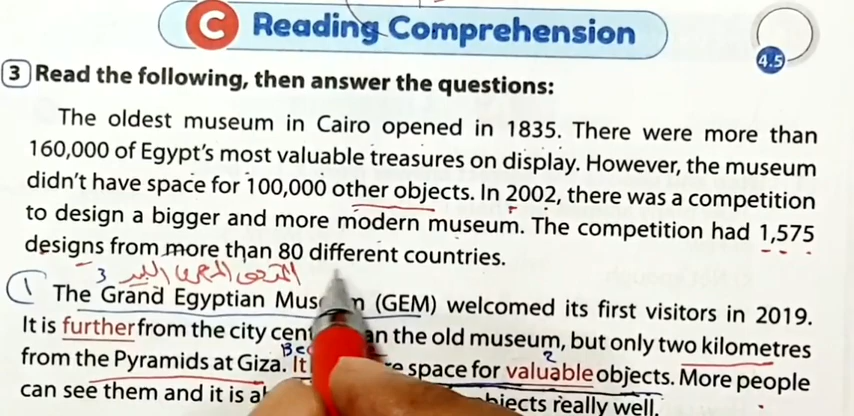 C Reading Comprehension
4.5
3 Read the following, then answer the questions:
The oldest museum in Cairo opened in 1835. There were more than
160,000 of Egypt's most valuable treasures on display. However, the museum
didn't have space for 100,000 other objects. In 2002, there was a competition
to design a bigger and more modern museum. The competition had 1,575
designs from more than 80 different countries.
3
1 The Grand Egyptian (GEM) welcomed its first visitors in 2019.
2
It is further from the city the old museum, but only two kilometres
from the Pyramids at Giza. It space for valuable objects. More people
can see them and it is objects really well.